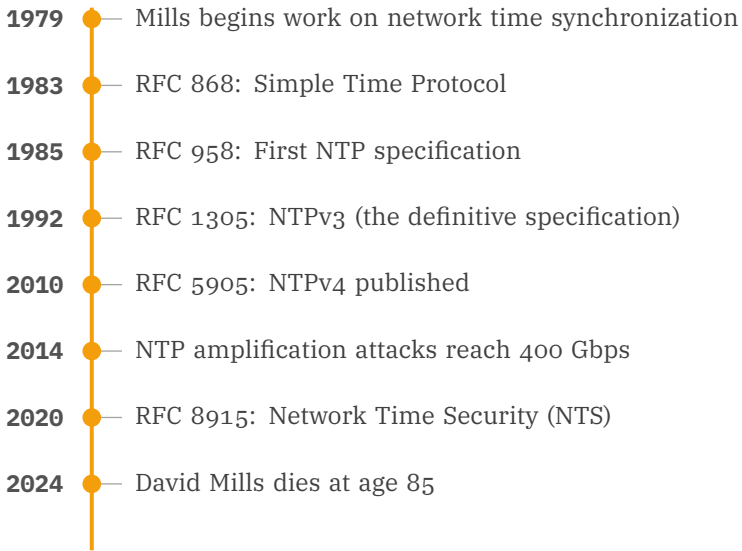 1979 Mills begins work on network time synchronization
1983 RFC 868: Simple Time Protocol
1985 RFC 958: First NTP specification
1992 RFC 1305: NTPv3 (the definitive specification)
2010 RFC 5905: NTPv4 published
2014 NTP amplification attacks reach 400 Gbps
2020 RFC 8915: Network Time Security (NTS)
2024 David Mills dies at age 85